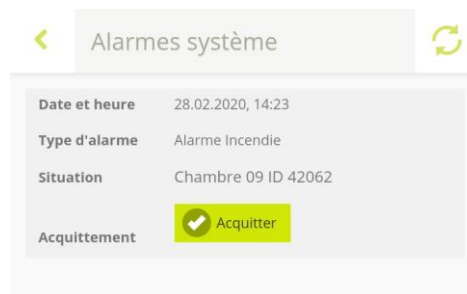 Alarmes système
Date et heure 28.02.2020, 14:23
Type d'alarme Alarme Incendie
Situation Chambre 09 ID 42062
Acquittement Acquitter